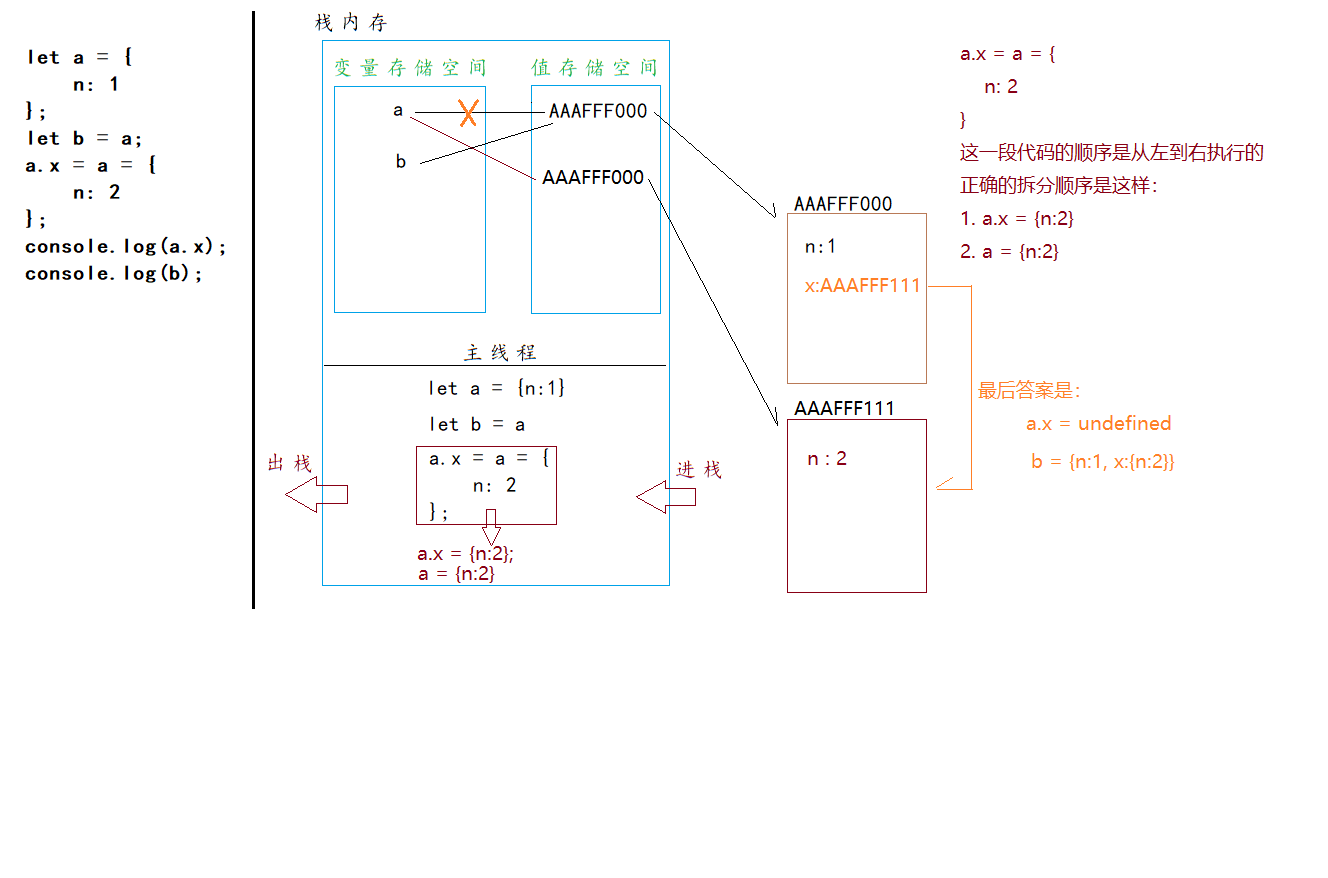 let a = {
n: 1
};
let b = a;
a.x = a = {
n: 2
};
console.log(a.x);
console.log(b);
栈内存
变量存储空间
值存储空间
a
AAAFFF000
b
AAAFFF000
主线程
let a = {n:1}
let b = a
a.x = a = {
n: 2
};
a.x = {n:2};
a = {n:2}
出栈
进栈
AAAFFF000
n:1
x:AAAFFF111
AAAFFF111
n : 2
a.x = a = {
n: 2
}
这一段代码的顺序是从左到右执行的
正确的拆分顺序是这样:
1. a.x = {n:2}
2. a = {n:2}
最后答案是:
a.x = undefined
b = {n:1, x:{n:2}}